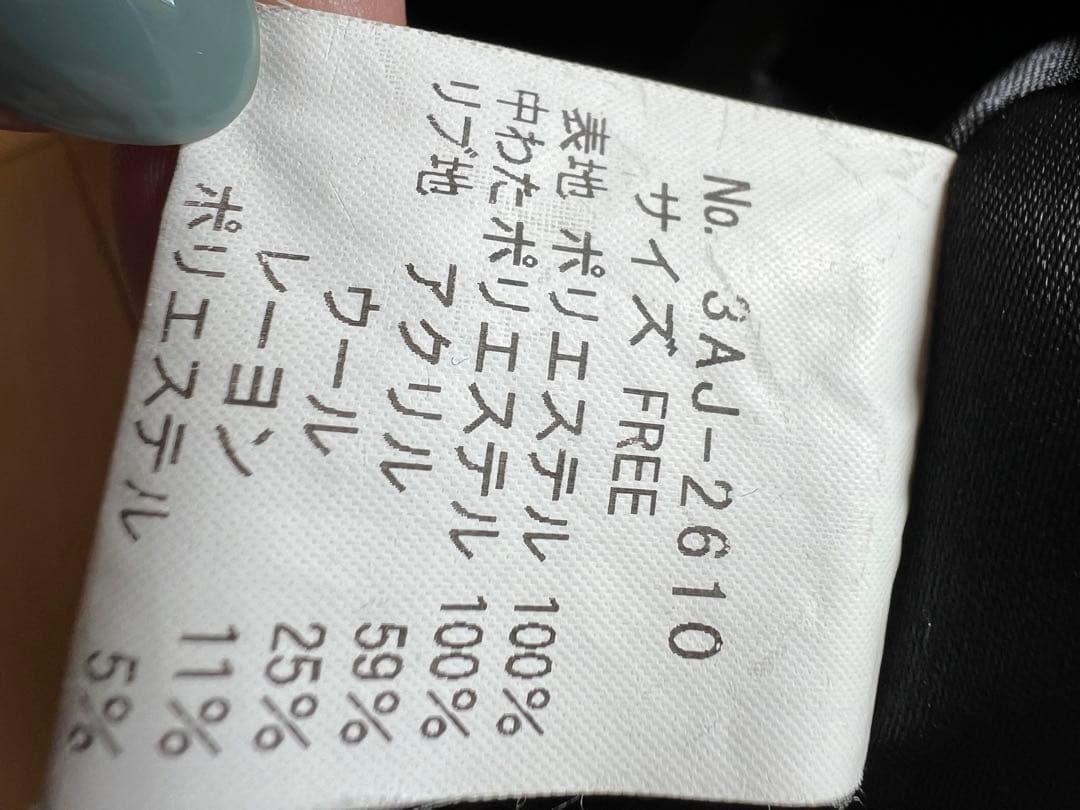 No. 3AJ-2610
サイズ FREE
表地 ポリエステル 100%
中わたポリエステル 100%
リブ地 アクリル 59%
ウール 25%
レーヨン 11%
ポリエステル 5%